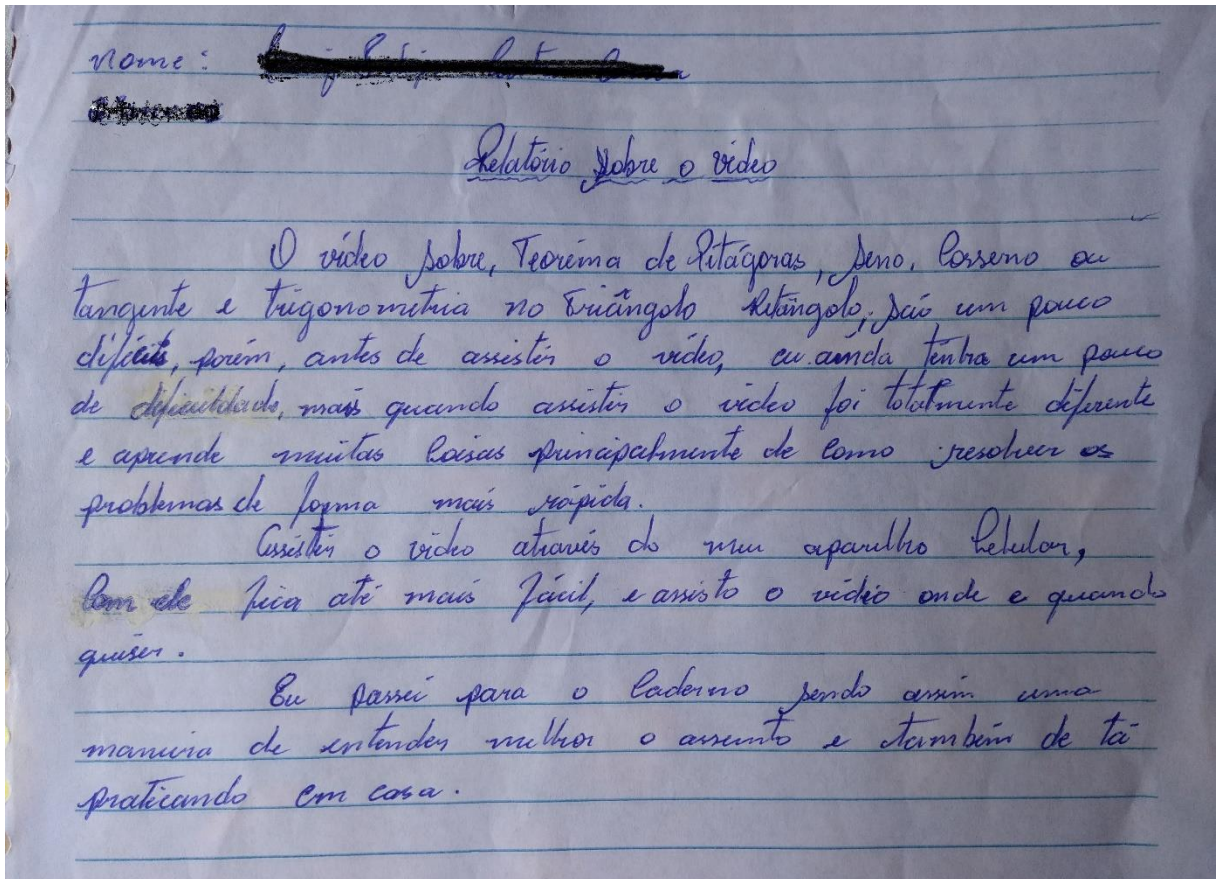 Nome:
Relatório sobre o vídeo
O vídeo sobre, Teorema de Pitágoras, seno, Cosseno ou
tangente e trigonometria no triângolo Retângolo, são um pouco
difíceis, porém, antes de assistir o vídeo, eu ainda tinha um pouco
de dificuldade, mais quando assistir o video foi totalmente diferente
e aprende muitas Coisas principalmente de Como resolver os
problemas de forma mais rápida.
Assistir o vídeo através do meu aparelho Celular,
Com ele fica até mais fácil, e assisto o vídeo onde e quando
quiser.
Eu passei para o Caderno sendo assim uma
maneira de entender melhor o assunto e também de tá
praticando em casa.